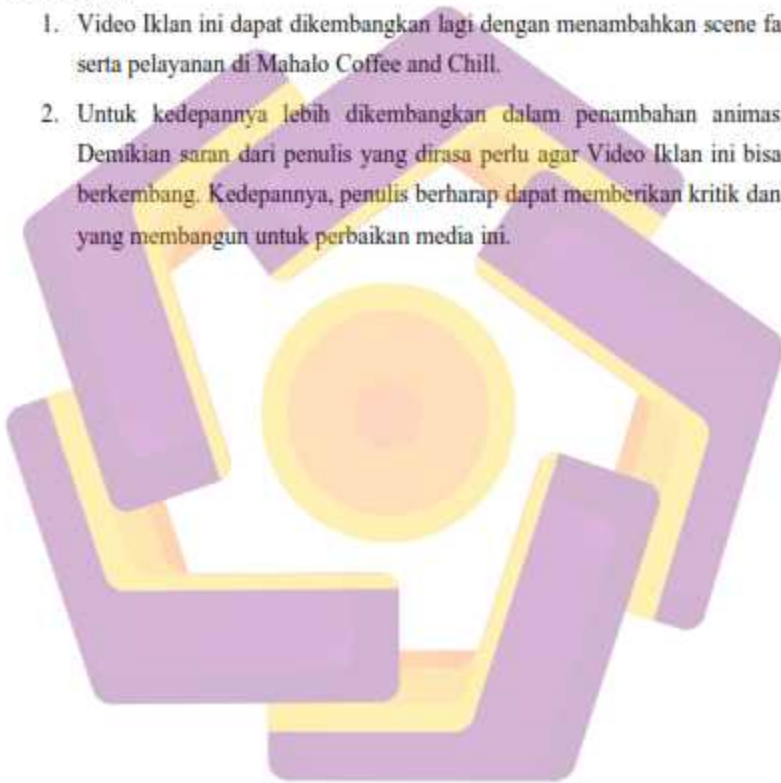 1. Video Iklan ini dapat dikembangkan lagi dengan menambahkan scene fa
serta pelayanan di Mahalo Coffee and Chill.
2. Untuk kedepannya lebih dikembangkan dalam penambahan animas
Demikian saran dari penulis yang dirasa perlu agar Video Iklan ini bisa
berkembang. Kedepannya, penulis berharap dapat memberikan kritik dan
yang membangun untuk perbaikan media ini.